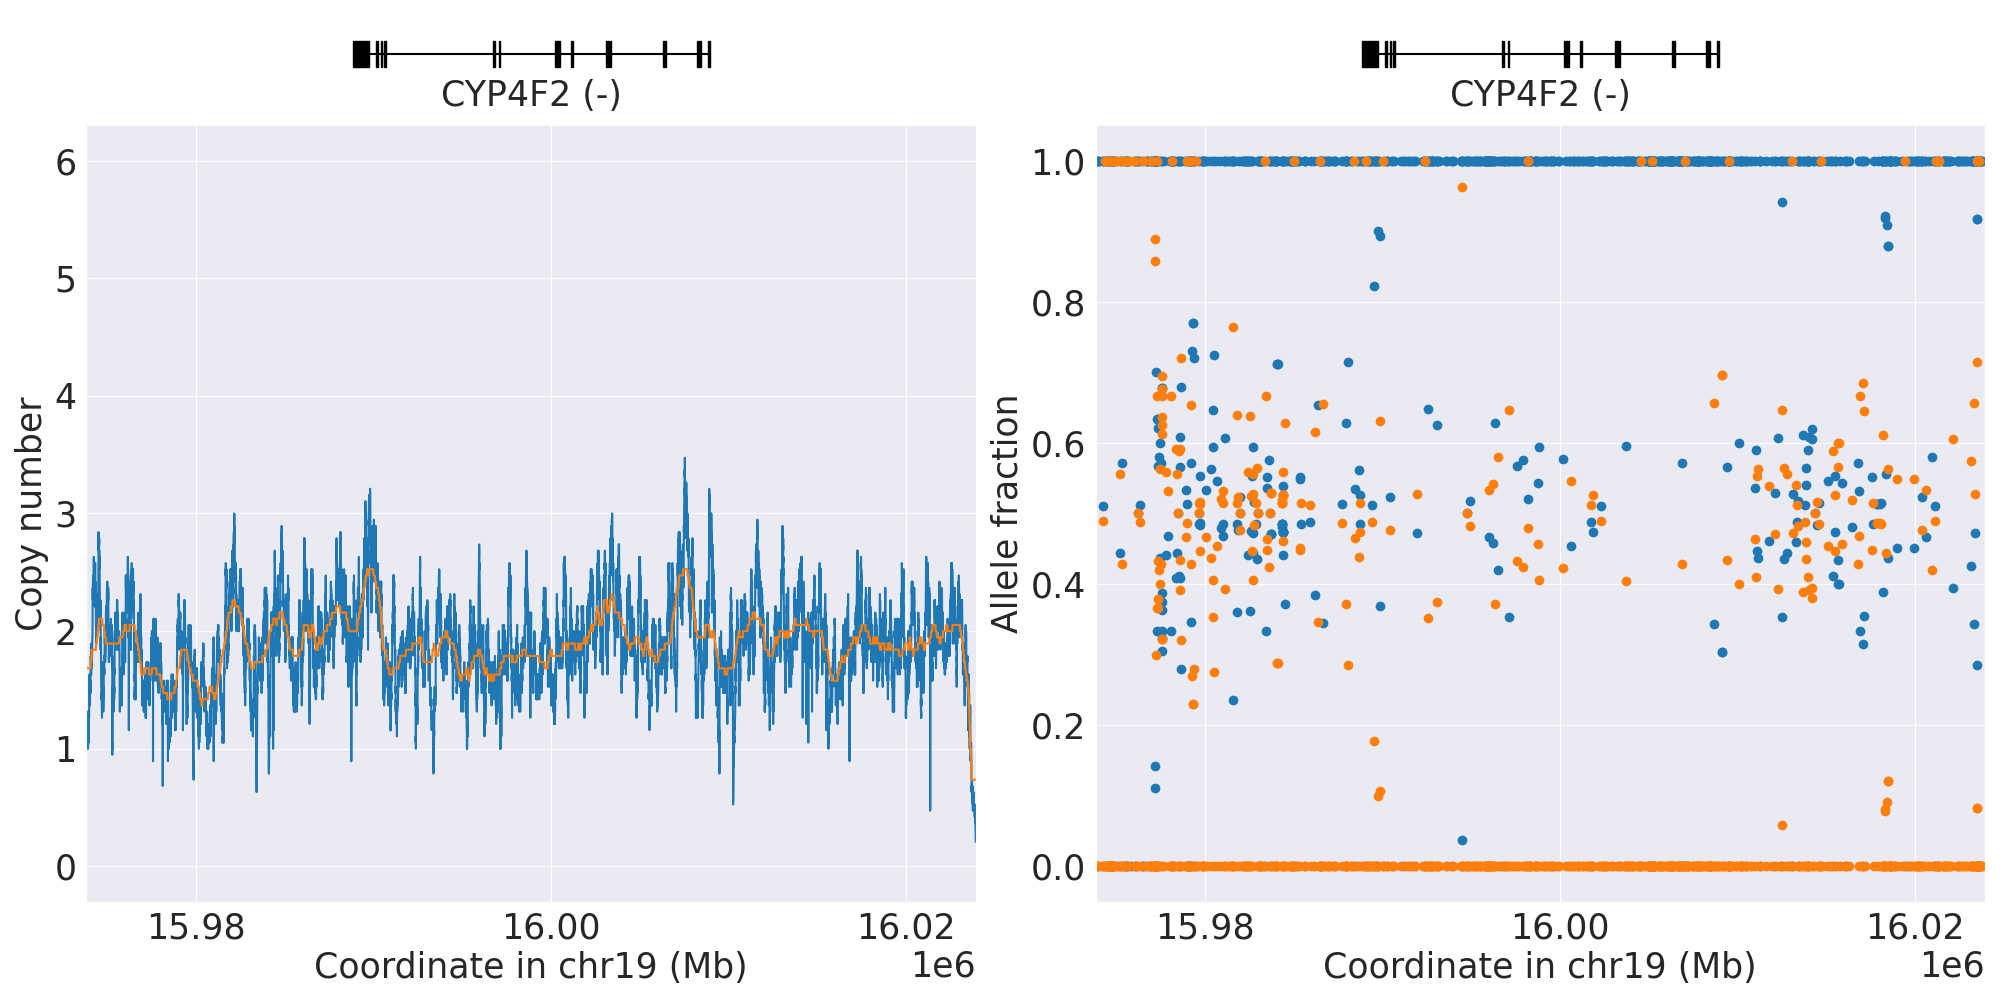 CYP4F2 (-)
6
5
4
3
2
1
0
Copy number
15.98
16.00
16.02
Coordinate in chr19 (Mb)
1e6
CYP4F2 (-)
1.0
0.8
0.6
0.4
0.2
0.0
Allele fraction
15.98
16.00
16.02
Coordinate in chr19 (Mb)
1e6